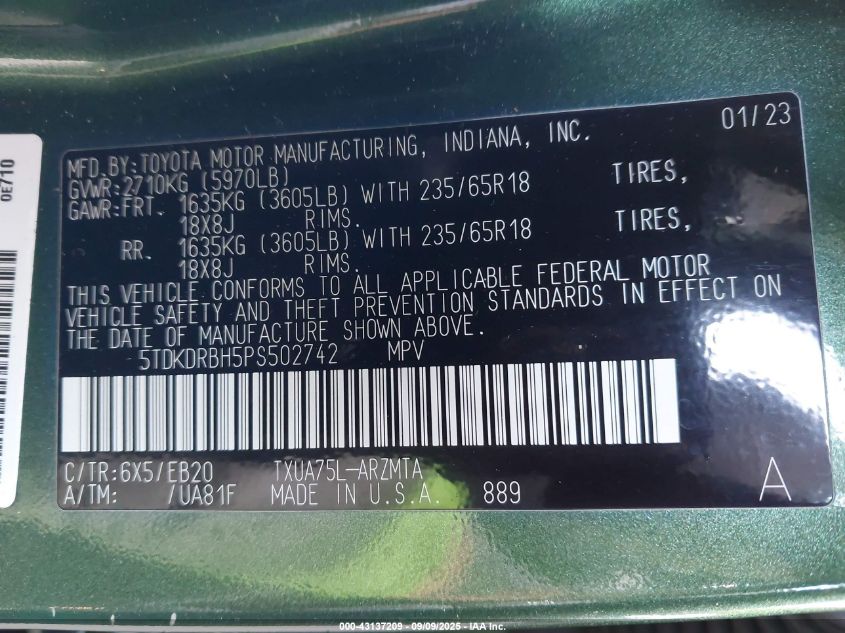 01/23
MFD.BY:TOYOTA MOTOR MANUFACTURING, INDIANA, INC.
GVWR:2710KG (5970LB)
GAWR:FRT. 1635KG (3605LB) WITH 235/65R18 TIRES,
18X8J RIMS.
RR. 1635KG (3605LB) WITH 235/65R18 TIRES,
18X8J RIMS.
THIS VEHICLE CONFORMS TO ALL APPLICABLE FEDERAL MOTOR
VEHICLE SAFETY AND THEFT PREVENTION STANDARDS IN EFFECT ON
THE DATE OF MANUFACTURE SHOWN ABOVE.
5TDKDRBH5PS502742 MPV
C/TR:6X5/EB20 TXUA75L-ARZMTA
A/TM: /UA81F MADE IN U.S.A. 889 A
0E710
000-43137209 - 09/09/2025 - IAA Inc.